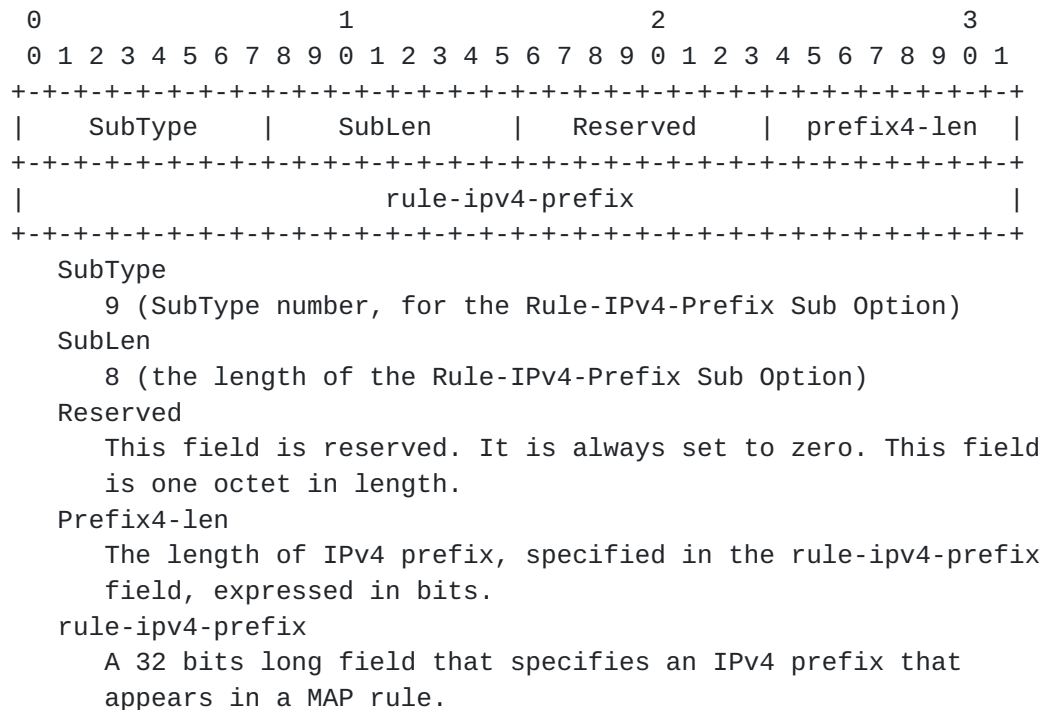 0                   1                   2                   3
 0 1 2 3 4 5 6 7 8 9 0 1 2 3 4 5 6 7 8 9 0 1 2 3 4 5 6 7 8 9 0 1
+-+-+-+-+-+-+-+-+-+-+-+-+-+-+-+-+-+-+-+-+-+-+-+-+-+-+-+-+-+-+-+-+
|    SubType    |    SubLen     |   Reserved    |  prefix4-len  |
+-+-+-+-+-+-+-+-+-+-+-+-+-+-+-+-+-+-+-+-+-+-+-+-+-+-+-+-+-+-+-+-+
|                       rule-ipv4-prefix                        |
+-+-+-+-+-+-+-+-+-+-+-+-+-+-+-+-+-+-+-+-+-+-+-+-+-+-+-+-+-+-+-+-+
   SubType
      9 (SubType number, for the Rule-IPv4-Prefix Sub Option)
   SubLen
      8 (the length of the Rule-IPv4-Prefix Sub Option)
   Reserved
      This field is reserved. It is always set to zero. This field
      is one octet in length.
   Prefix4-len
      The length of IPv4 prefix, specified in the rule-ipv4-prefix
      field, expressed in bits.
   rule-ipv4-prefix
      A 32 bits long field that specifies an IPv4 prefix that
      appears in a MAP rule.